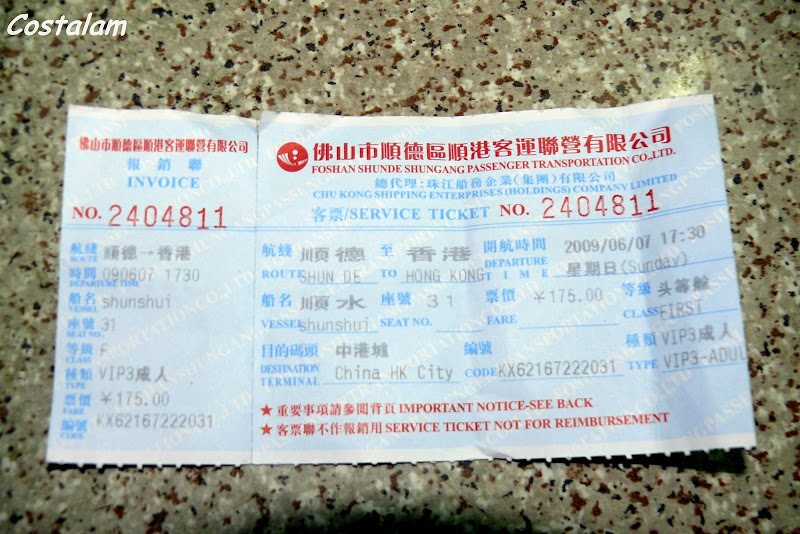 Costalam
佛山市順德區順港客運聯營有限公司
報銷聯
INVOICE
NO. 2404811
航綫 順德→香港
ROUTE
時間 090607 1730
DEPARTURE TIME
船名 shunshui
VESSEL
座號 31
SEAT NO.
等級 F
CLASS
種類 VIP3成人
TYPE
票價 ¥175.00
FARE
編號 KX62167222031
CODE
佛山市順德區順港客運聯營有限公司
FOSHAN SHUNDE SHUNGANG PASSENGER TRANSPORTATION CO.,LTD.
總代理:珠江船務企業(集團)有限公司
CHU KONG SHIPPING ENTERPRISES (HOLDINGS) COMPANY LIMITED
客票/SERVICE TICKET NO. 2404811
航綫 順德 至 香港 開航時間 2009/06/07 17:30
ROUTE SHUN DE TO HONG KONG DEPARTURE TIME 星期日(Sunday)
船名 順水 座號 31 票價 ¥175.00 等級 头等舱
VESSEL shunshui SEAT NO. FARE CLASS FIRST
目的碼頭 中港城 編號 種類 VIP3成人
DESTINATION TERMINAL China HK City CODE KX62167222031 TYPE VIP3-ADUL
★ 重要事項請參閱背頁 IMPORTANT NOTICE-SEE BACK
★ 客票聯不作報銷用 SERVICE TICKET NOT FOR REIMBURSEMENT